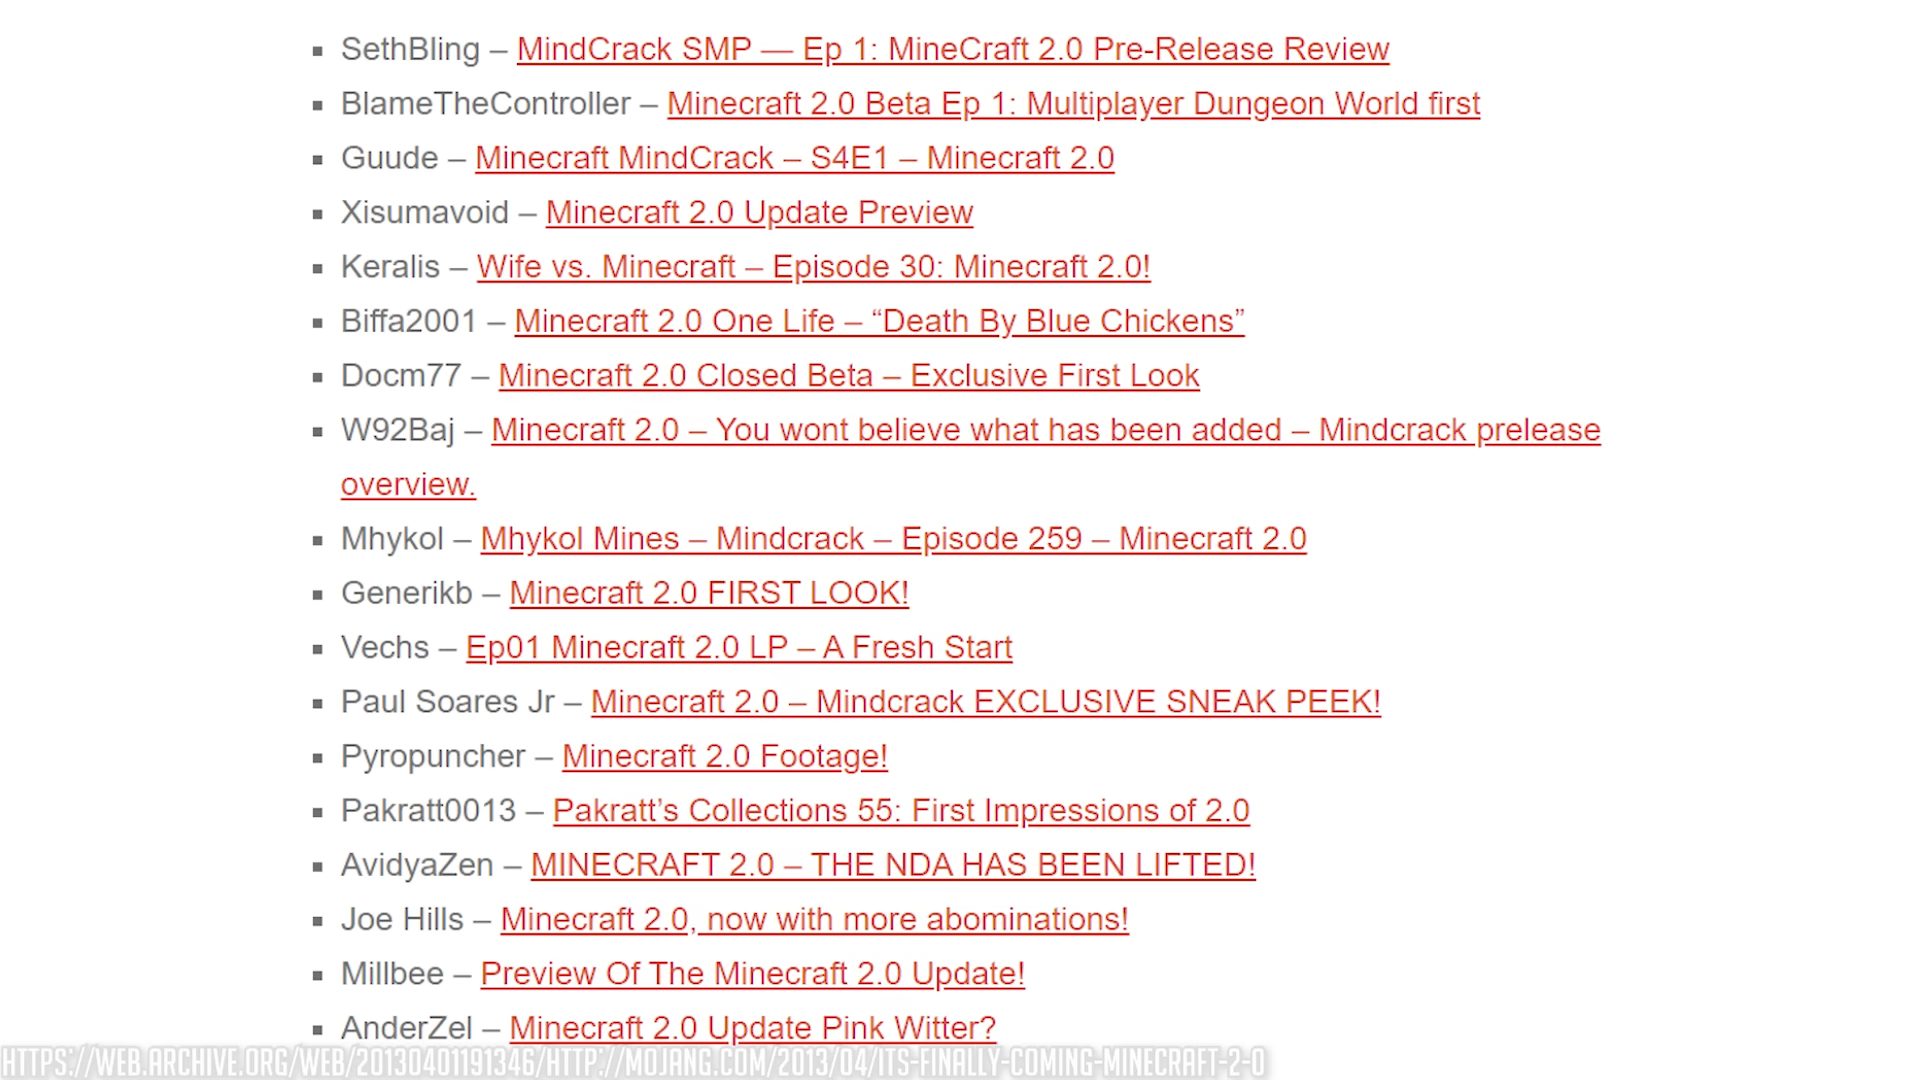 ▪ SethBling – MindCrack SMP — Ep 1: MineCraft 2.0 Pre-Release Review
▪ BlameTheController – Minecraft 2.0 Beta Ep 1: Multiplayer Dungeon World first
▪ Guude – Minecraft MindCrack – S4E1 – Minecraft 2.0
▪ Xisumavoid – Minecraft 2.0 Update Preview
▪ Keralis – Wife vs. Minecraft – Episode 30: Minecraft 2.0!
▪ Biffa2001 – Minecraft 2.0 One Life – “Death By Blue Chickens”
▪ Docm77 – Minecraft 2.0 Closed Beta – Exclusive First Look
▪ W92Baj – Minecraft 2.0 – You wont believe what has been added – Mindcrack prelease
overview.
▪ Mhykol – Mhykol Mines – Mindcrack – Episode 259 – Minecraft 2.0
▪ Generikb – Minecraft 2.0 FIRST LOOK!
▪ Vechs – Ep01 Minecraft 2.0 LP – A Fresh Start
▪ Paul Soares Jr – Minecraft 2.0 – Mindcrack EXCLUSIVE SNEAK PEEK!
▪ Pyropuncher – Minecraft 2.0 Footage!
▪ Pakratt0013 – Pakratt’s Collections 55: First Impressions of 2.0
▪ AvidyaZen – MINECRAFT 2.0 – THE NDA HAS BEEN LIFTED!
▪ Joe Hills – Minecraft 2.0, now with more abominations!
▪ Millbee – Preview Of The Minecraft 2.0 Update!
▪ AnderZel – Minecraft 2.0 Update Pink Witter?
HTTPS://WEB.ARCHIVE.ORG/WEB/20130401191346/HTTP://MOJANG.COM/2013/04/ITS-FINALLY-COMING-MINECRAFT-2-0